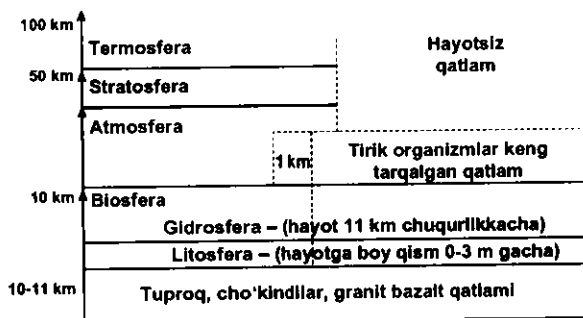 100 km
Termosfera
Hayotsiz
qatlam
50 km
Stratosfera
Atmosfera
1 km
Tirik organizmlar keng
tarqalgan qatlam
10 km
Biosfera
Gidrosfera – (hayot 11 km chuqurlikkacha)
Litosfera – (hayotga boy qism 0-3 m gacha)
10-11 km
Tuproq, cho‘kindilar, granit bazalt qatlami